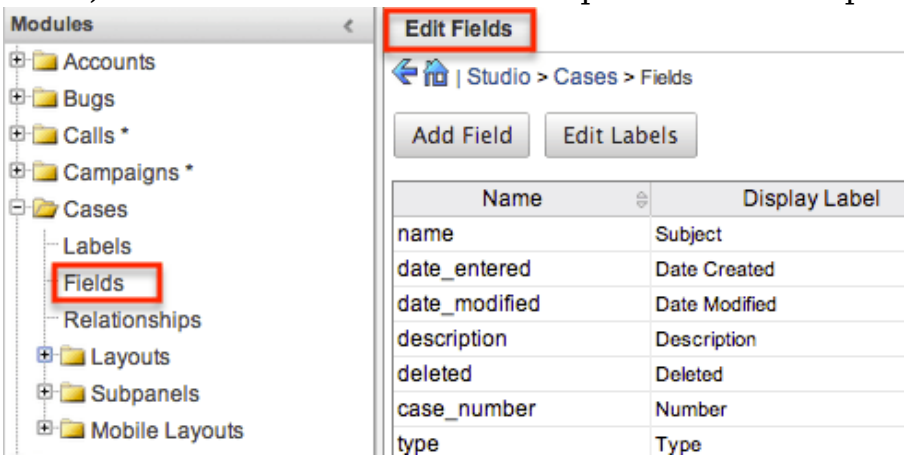 Modules <
Accounts
Bugs
Calls *
Campaigns *
Cases
Labels
Fields
Relationships
Layouts
Subpanels
Mobile Layouts
Edit Fields
| Studio > Cases > Fields
Add Field Edit Labels
Name Display Label
name Subject
date_entered Date Created
date_modified Date Modified
description Description
deleted Deleted
case_number Number
type Type